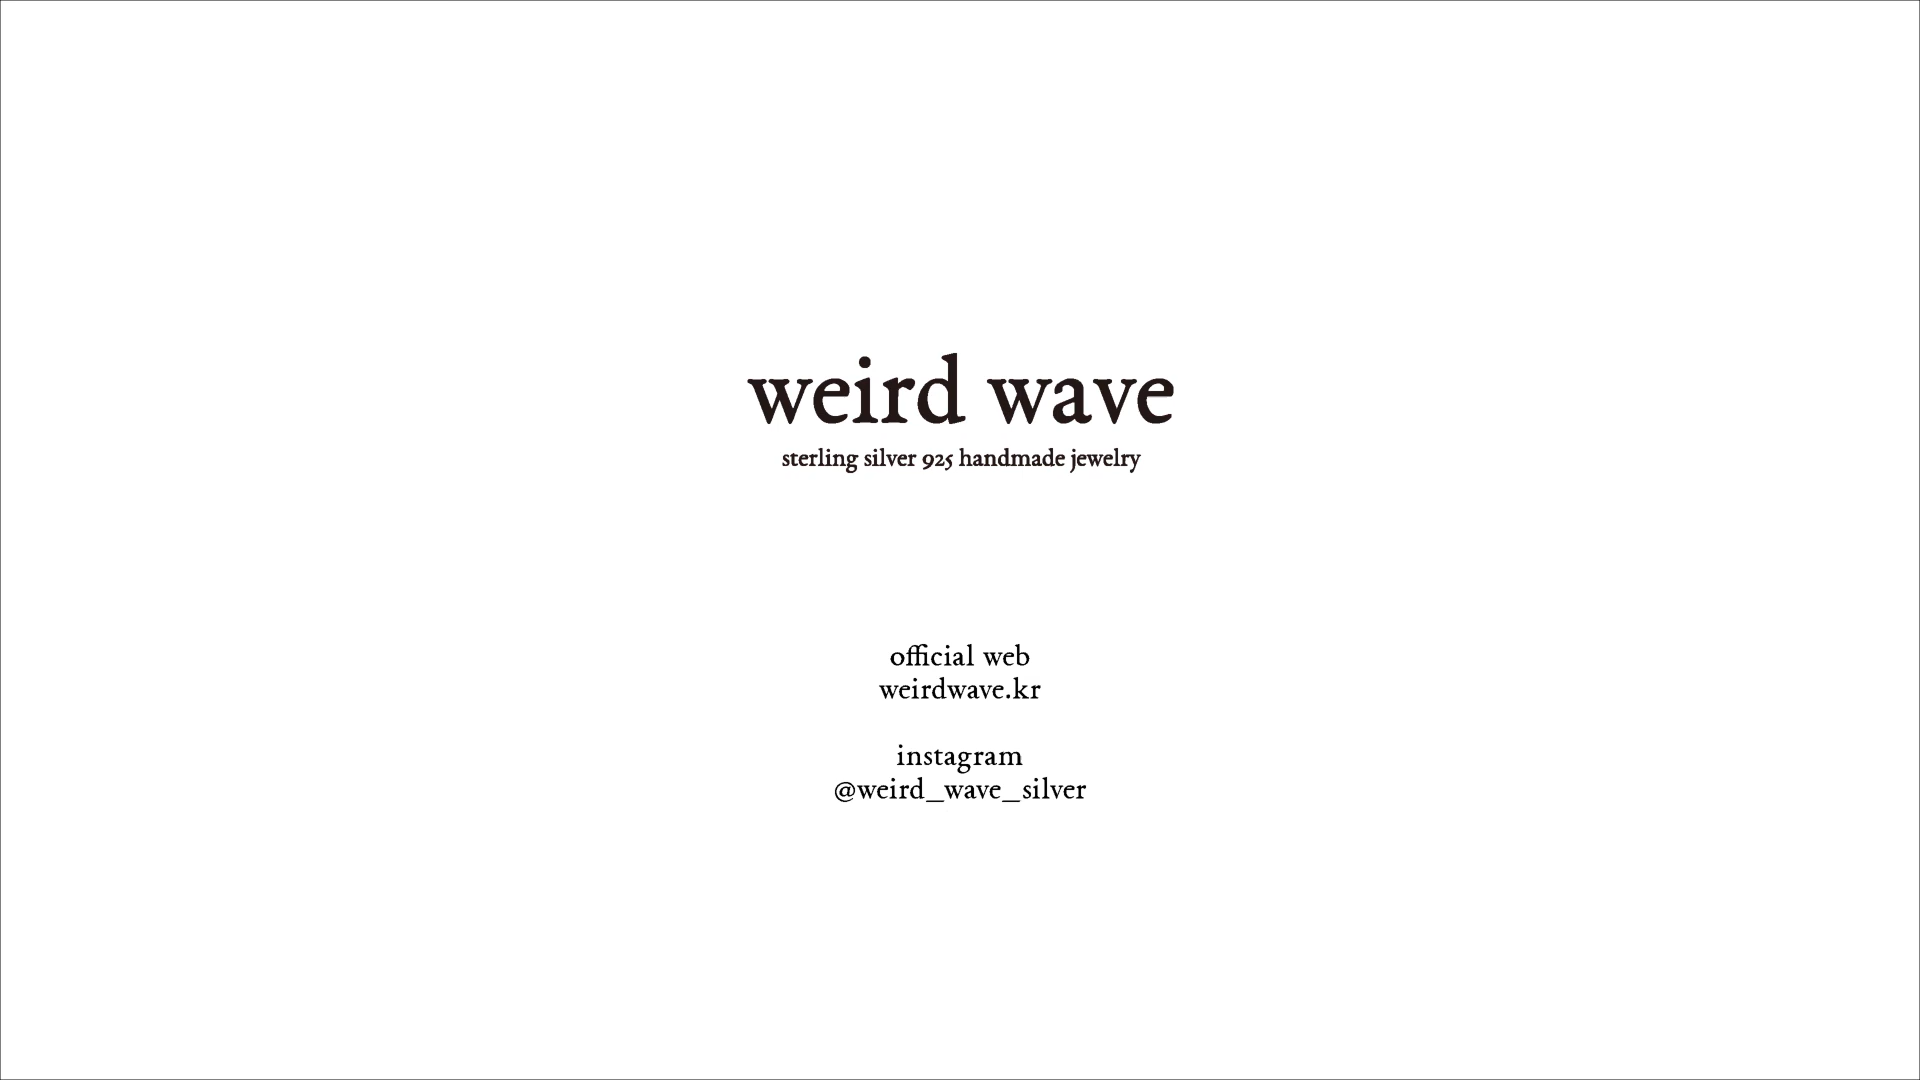 weird wave
sterling silver 925 handmade jewelry
official web
weirdwave.kr
instagram
@weird_wave_silver